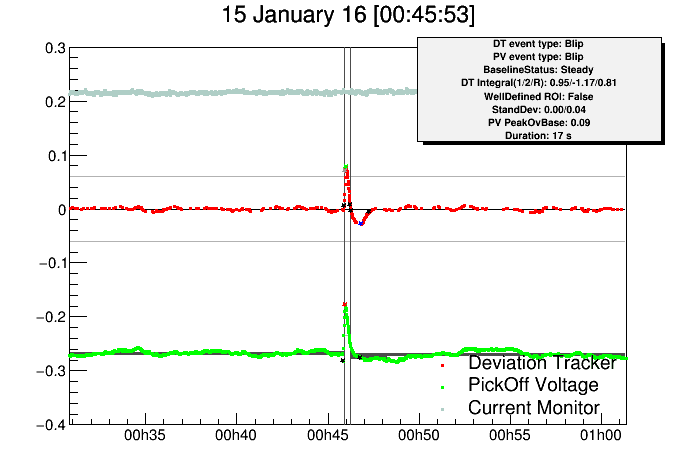 15 January 16 [00:45:53]
DT event type: Blip
PV event type: Blip
BaselineStatus: Steady
DT Integral(1/2/R): 0.95/-1.17/0.81
WellDefined ROI: False
StandDev: 0.00/0.04
PV PeakOvBase: 0.09
Duration: 17 s
0.3
0.2
0.1
0
−0.1
−0.2
−0.3
−0.4
Deviation Tracker
PickOff Voltage
Current Monitor
00h35
00h40
00h45
00h50
00h55
01h00